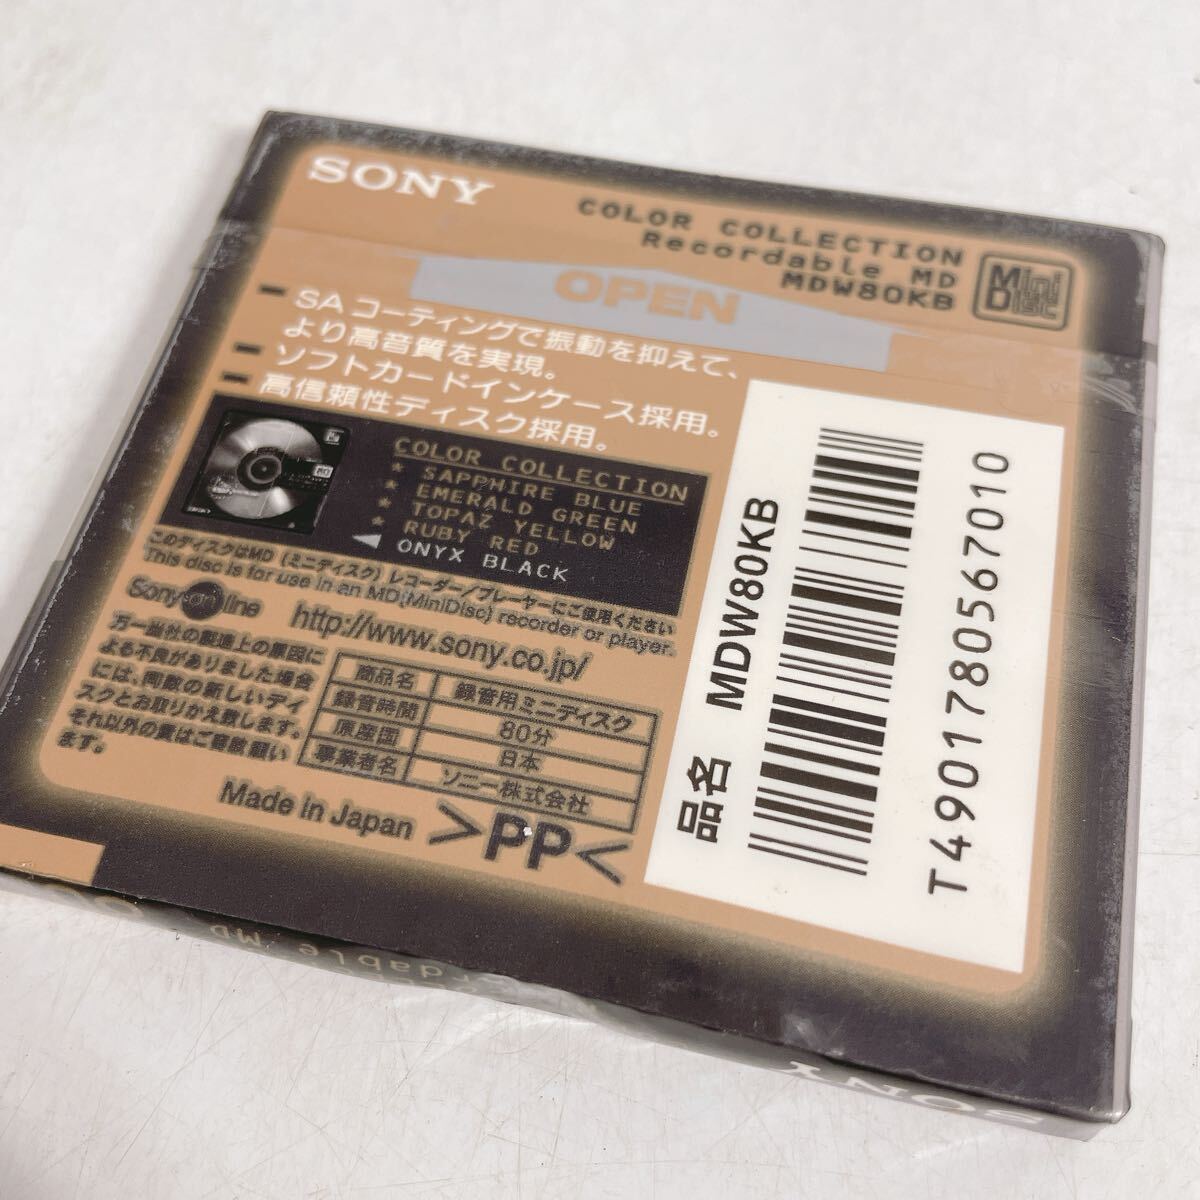 SONY
COLOR COLLECTION
Recordable MD
MDW80KB
Mini Disc
OPEN
SAコーティングで振動を抑えて、
より高音質を実現。
ソフトカードインケース採用。
高信頼性ディスク採用。
COLOR COLLECTION
* SAPPHIRE BLUE
* EMERALD GREEN
* TOPAZ YELLOW
* RUBY RED
ONYX BLACK
このディスクはMD (ミニディスク) レコーダー/プレーヤーにご使用ください
This disc is for use in an MD(MiniDisc) recorder or player.
Sony on line
http://www.sony.co.jp/
万一当社の製造上の原因に
よる不良がありました場合
には、同数の新しいディ
スクとお取りかえ致します。
それ以外の責はご容赦願い
ます。
商品名 録音用ミニディスク
録音時間 80分
原産国 日本
事業者名 ソニー株式会社
Made in Japan
>PP<
品名 MDW80KB
T4901780567010
SONY